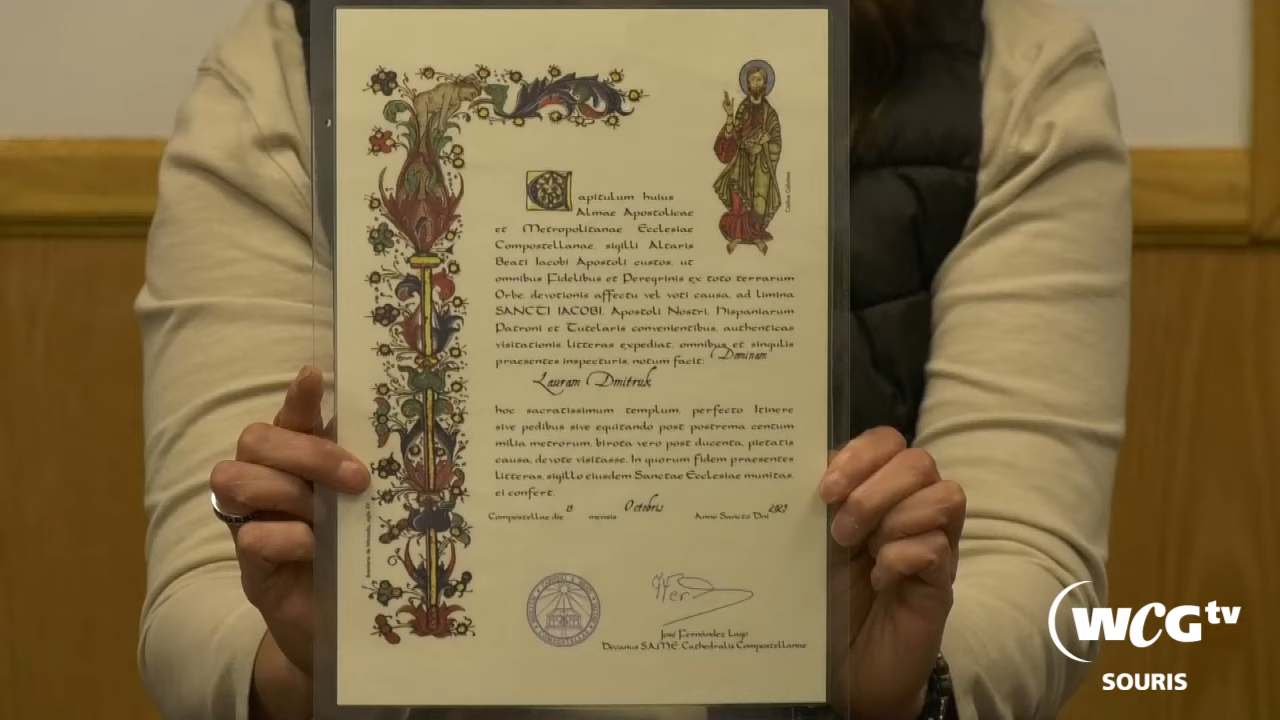 Capitulum huius
Almae Apostolicae
et Metropolitanae Ecclesiae
Compostellanae, sigilli Altaris
Beati Iacobi Apostoli custos, ut
omnibus Fidelibus et Peregrinis ex toto terrarum
Orbe, devotionis affectu vel voti causa, ad limina
SANCTI IACOBI, Apostoli Nostri, Hispaniarum
Patroni et Tutelaris convenientibus, authenticas
visitationis litteras expediat, omnibus et singulis
praesentes inspecturis, notum facit: Dominam
Lauram Dmitruk
hoc sacratissimum templum, perfecto Itinere
sive pedibus sive equitando post postrema centum
milia metrorum, birota vero post ducenta, pietatis
causa, devote visitasse. In quorum fidem praesentes
litteras, sigillo eiusdem Sanctae Ecclesiae munitas,
ei confert.
Compostellae die mensis Octobris Anno Sancto Dni
José Fernández Lago
Decanus S.A.M.E. Cathedralis Compostellanae
WCG tv
SOURIS